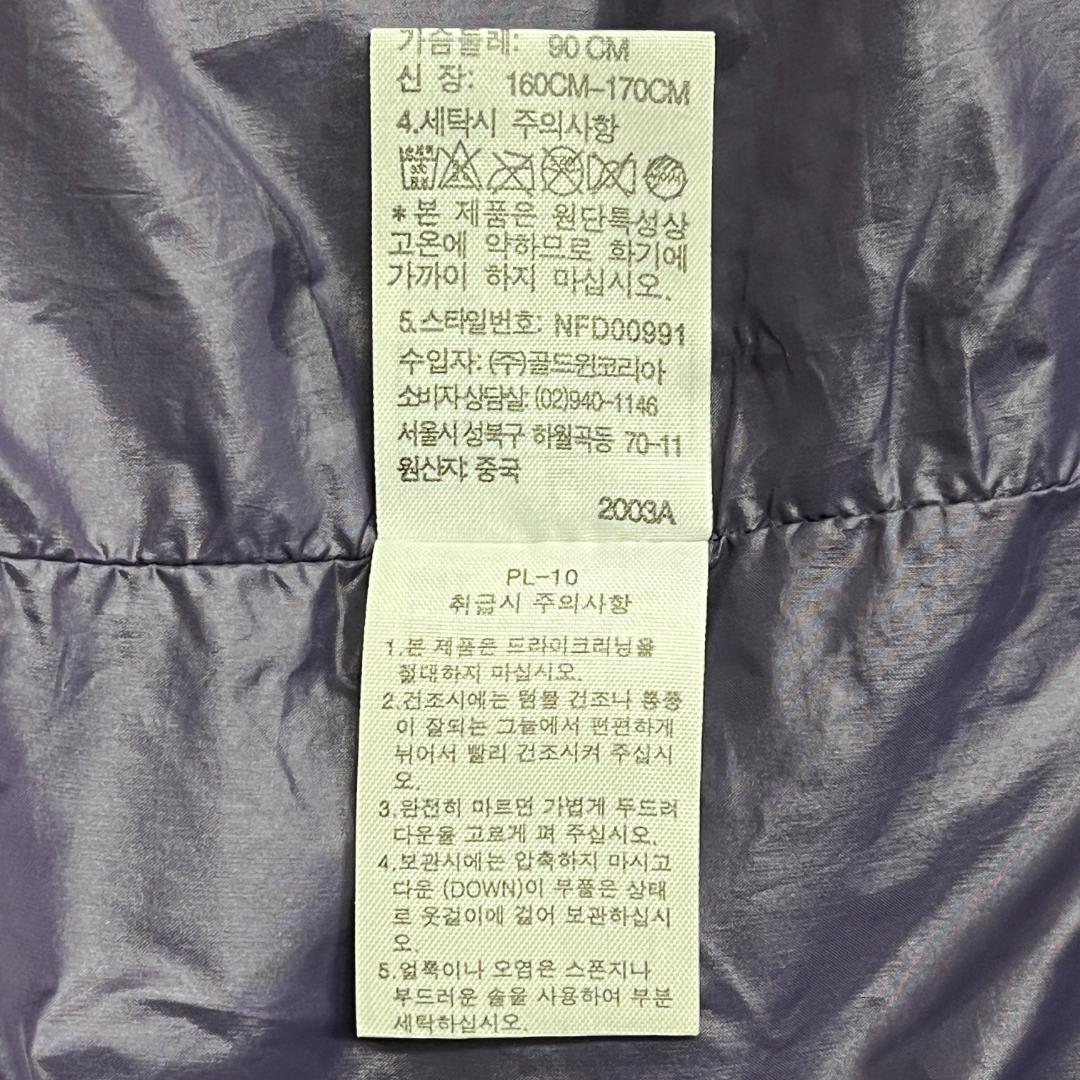 가슴둘레: 90 CM
신 장: 160CM-170CM
4.세탁시 주의사항
*본 제품은 원단특성상
고온에 약하므로 화기에
가까이 하지 마십시오.
5.스타일번호: NFD00991
수입자: (주)골드윈코리아
소비자상담실: (02)940-1146
서울시 성북구 하월곡동 70-11
원산지: 중국
2003A
PL-10
취급시 주의사항
1.본 제품은 드라이크리닝을
절대하지 마십시오.
2.건조시에는 텀블 건조나 통풍
이 잘되는 그늘에서 편편하게
뉘어서 빨리 건조시켜 주십시
오.
3.완전히 마르면 가볍게 두드려
다운을 고르게 펴 주십시오.
4.보관시에는 압축하지 마시고
다운 (DOWN)이 부풀은 상태
로 옷걸이에 걸어 보관하십시
오.
5.얼룩이나 오염은 스폰지나
부드러운 솔을 사용하여 부분
세탁하십시오.